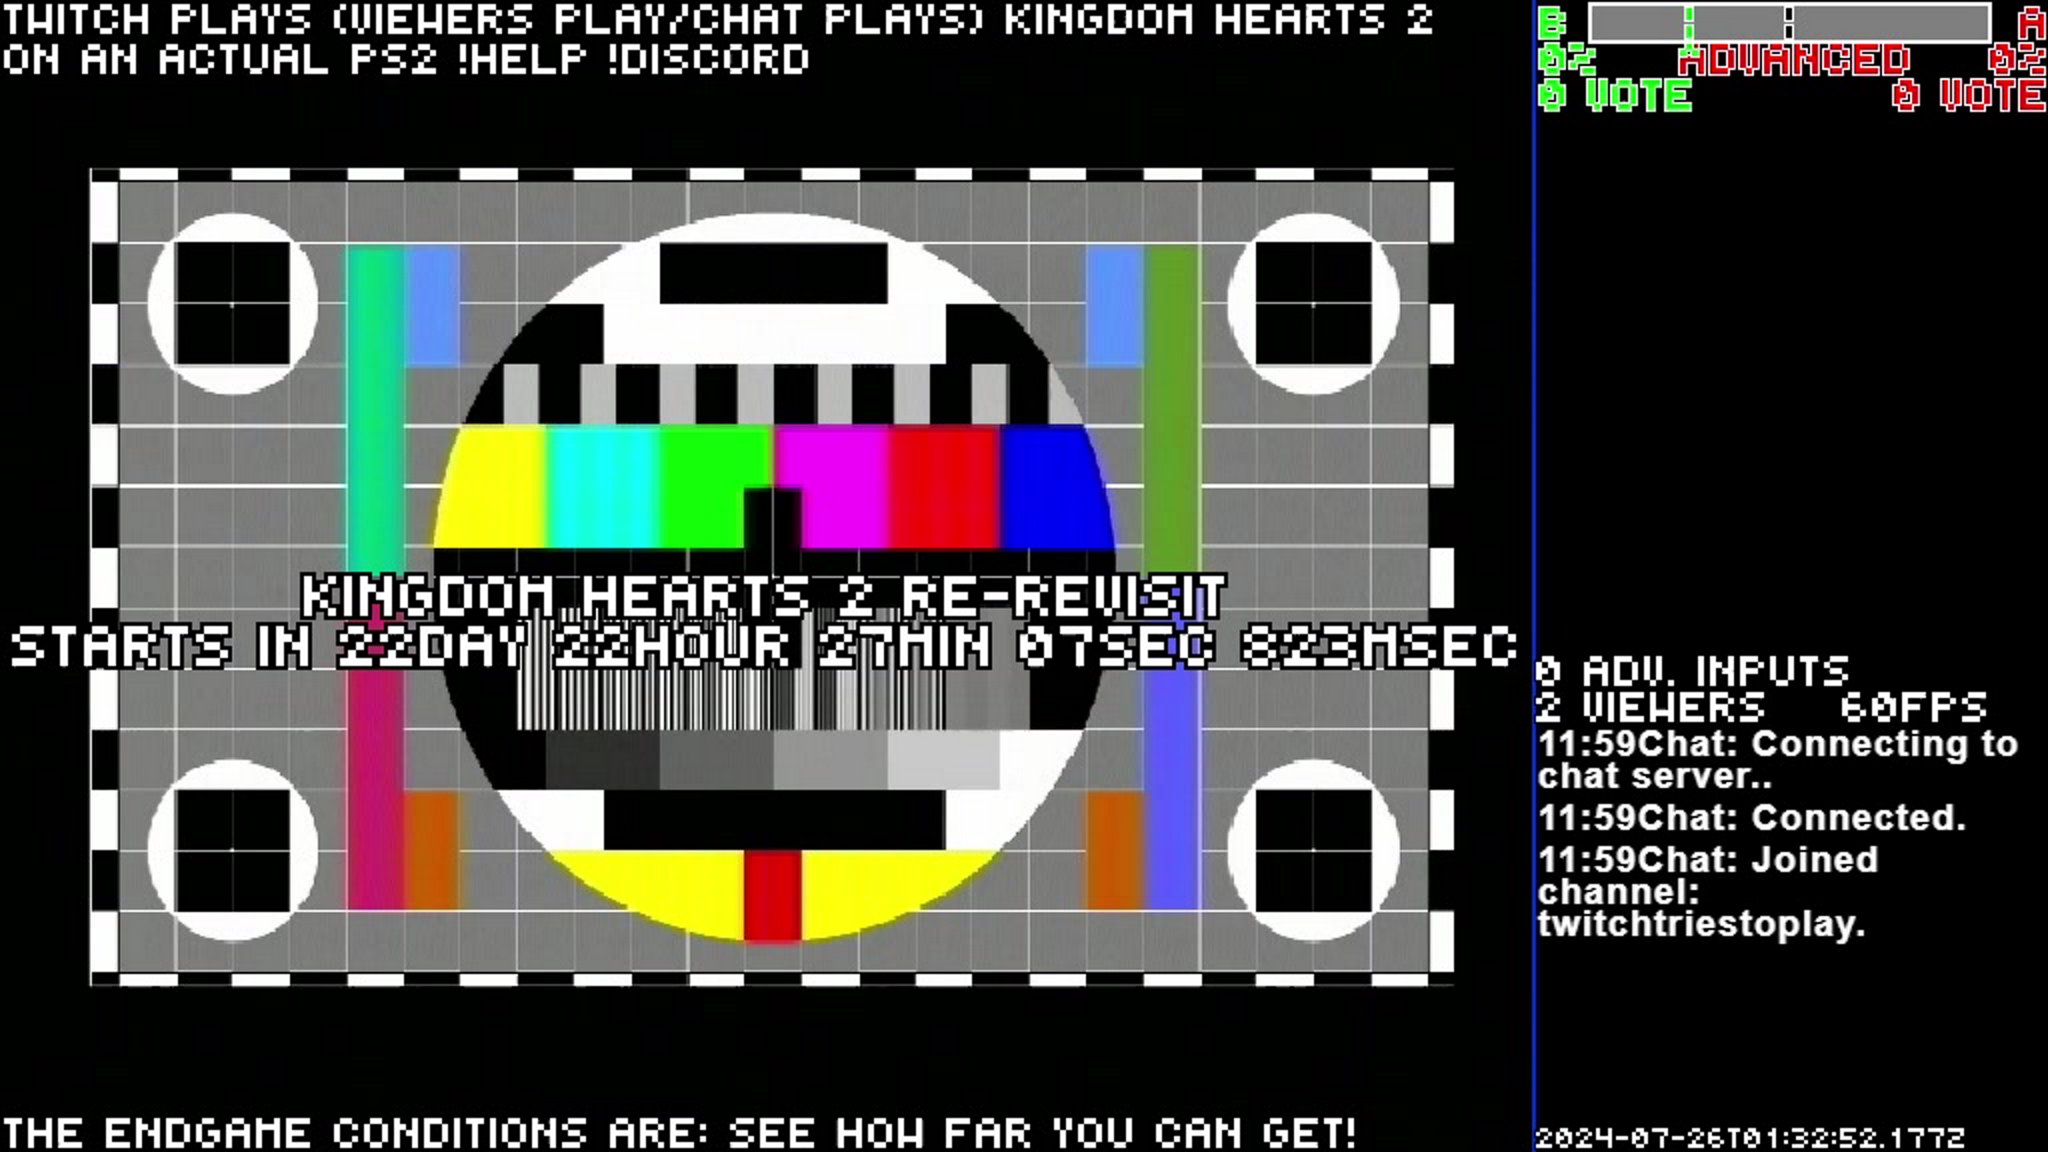 TWITCH PLAYS (VIEWERS PLAY/CHAT PLAYS) KINGDOM HEARTS 2
ON AN ACTUAL PS2 !HELP !DISCORD
KINGDOM HEARTS 2 RE-REVISIT
STARTS IN 22DAY 22HOUR 27MIN 07SEC 823MSEC
THE ENDGAME CONDITIONS ARE: SEE HOW FAR YOU CAN GET!
B A
0% ADVANCED 0%
0 VOTE 0 VOTE
0 ADV. INPUTS
2 VIEWERS 60FPS
11:59Chat: Connecting to
chat server..
11:59Chat: Connected.
11:59Chat: Joined
channel:
twitchtriestoplay.
2024-07-26T01:32:52.177Z